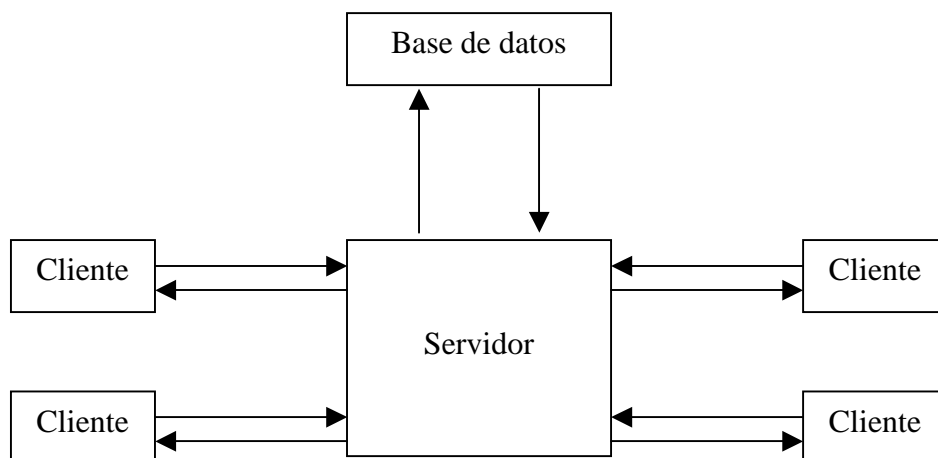 Base de datos
Cliente
Cliente
Servidor
Cliente
Cliente